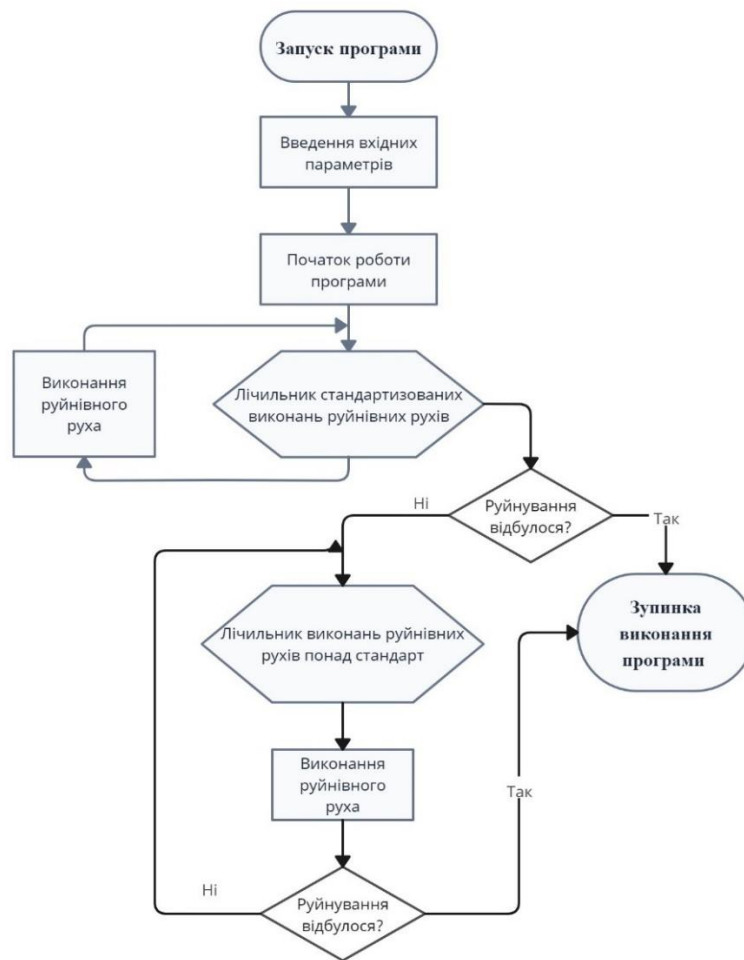 Запуск програми
Введення вхідних
параметрів
Початок роботи
програми
Виконання
руйнівного
руха
Лічильник стандартизованих
виконань руйнівних рухів
Руйнування
відбулося?
Ні
Так
Зупинка
виконання
програми
Лічильник виконань руйнівних
рухів понад стандарт
Виконання
руйнівного
руха
Так
Ні
Руйнування
відбулося?